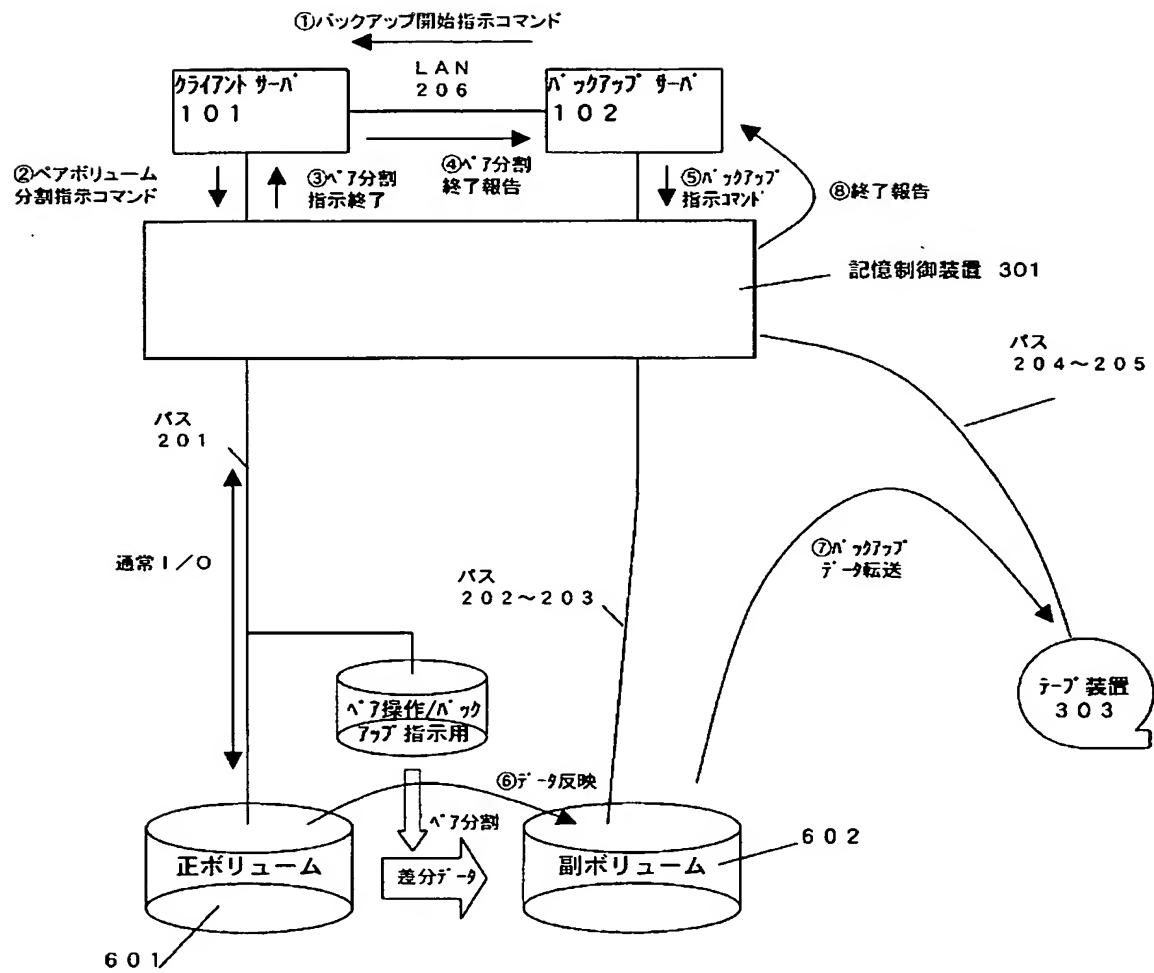 ①バックアップ開始指示コマンド
LAN
206
クライアント サーバ
101
バックアップ サーバ
102
②ペアボリューム
分割指示コマンド
③ペア分割
指示終了
④ペア分割
終了報告
⑤バックアップ
指示コマンド
⑧終了報告
記憶制御装置 301
パス
204～205
パス
201
通常I/O
パス
202～203
⑦バックアップ
データ転送
テープ装置
303
ペア操作/バック
アップ指示用
⑥データ反映
ペア分割
差分データ
正ボリューム
副ボリューム
602
601